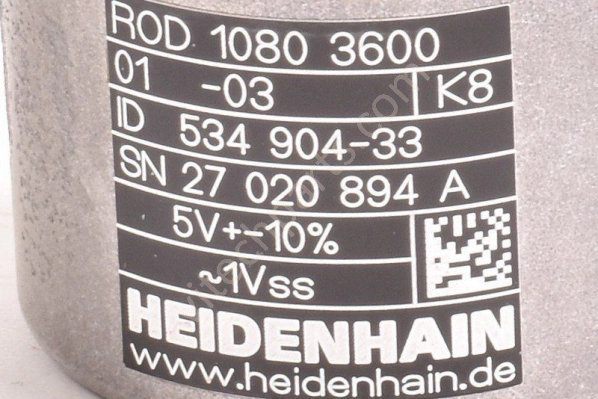 ROD 1080 3600
01 -03 K8
ID 534 904-33
SN 27 020 894 A
5V+-10%
~1Vss
HEIDENHAIN
www.heidenhain.de